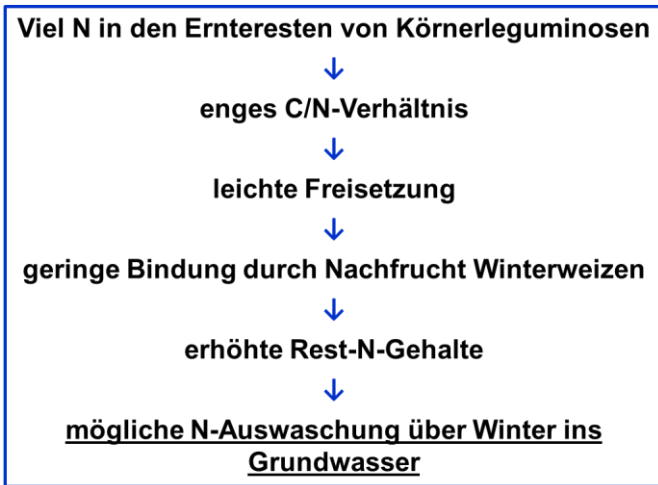 Viel N in den Ernteresten von Körnerleguminosen
↓
enges C/N-Verhältnis
↓
leichte Freisetzung
↓
geringe Bindung durch Nachfrucht Winterweizen
↓
erhöhte Rest-N-Gehalte
↓
mögliche N-Auswaschung über Winter ins
Grundwasser